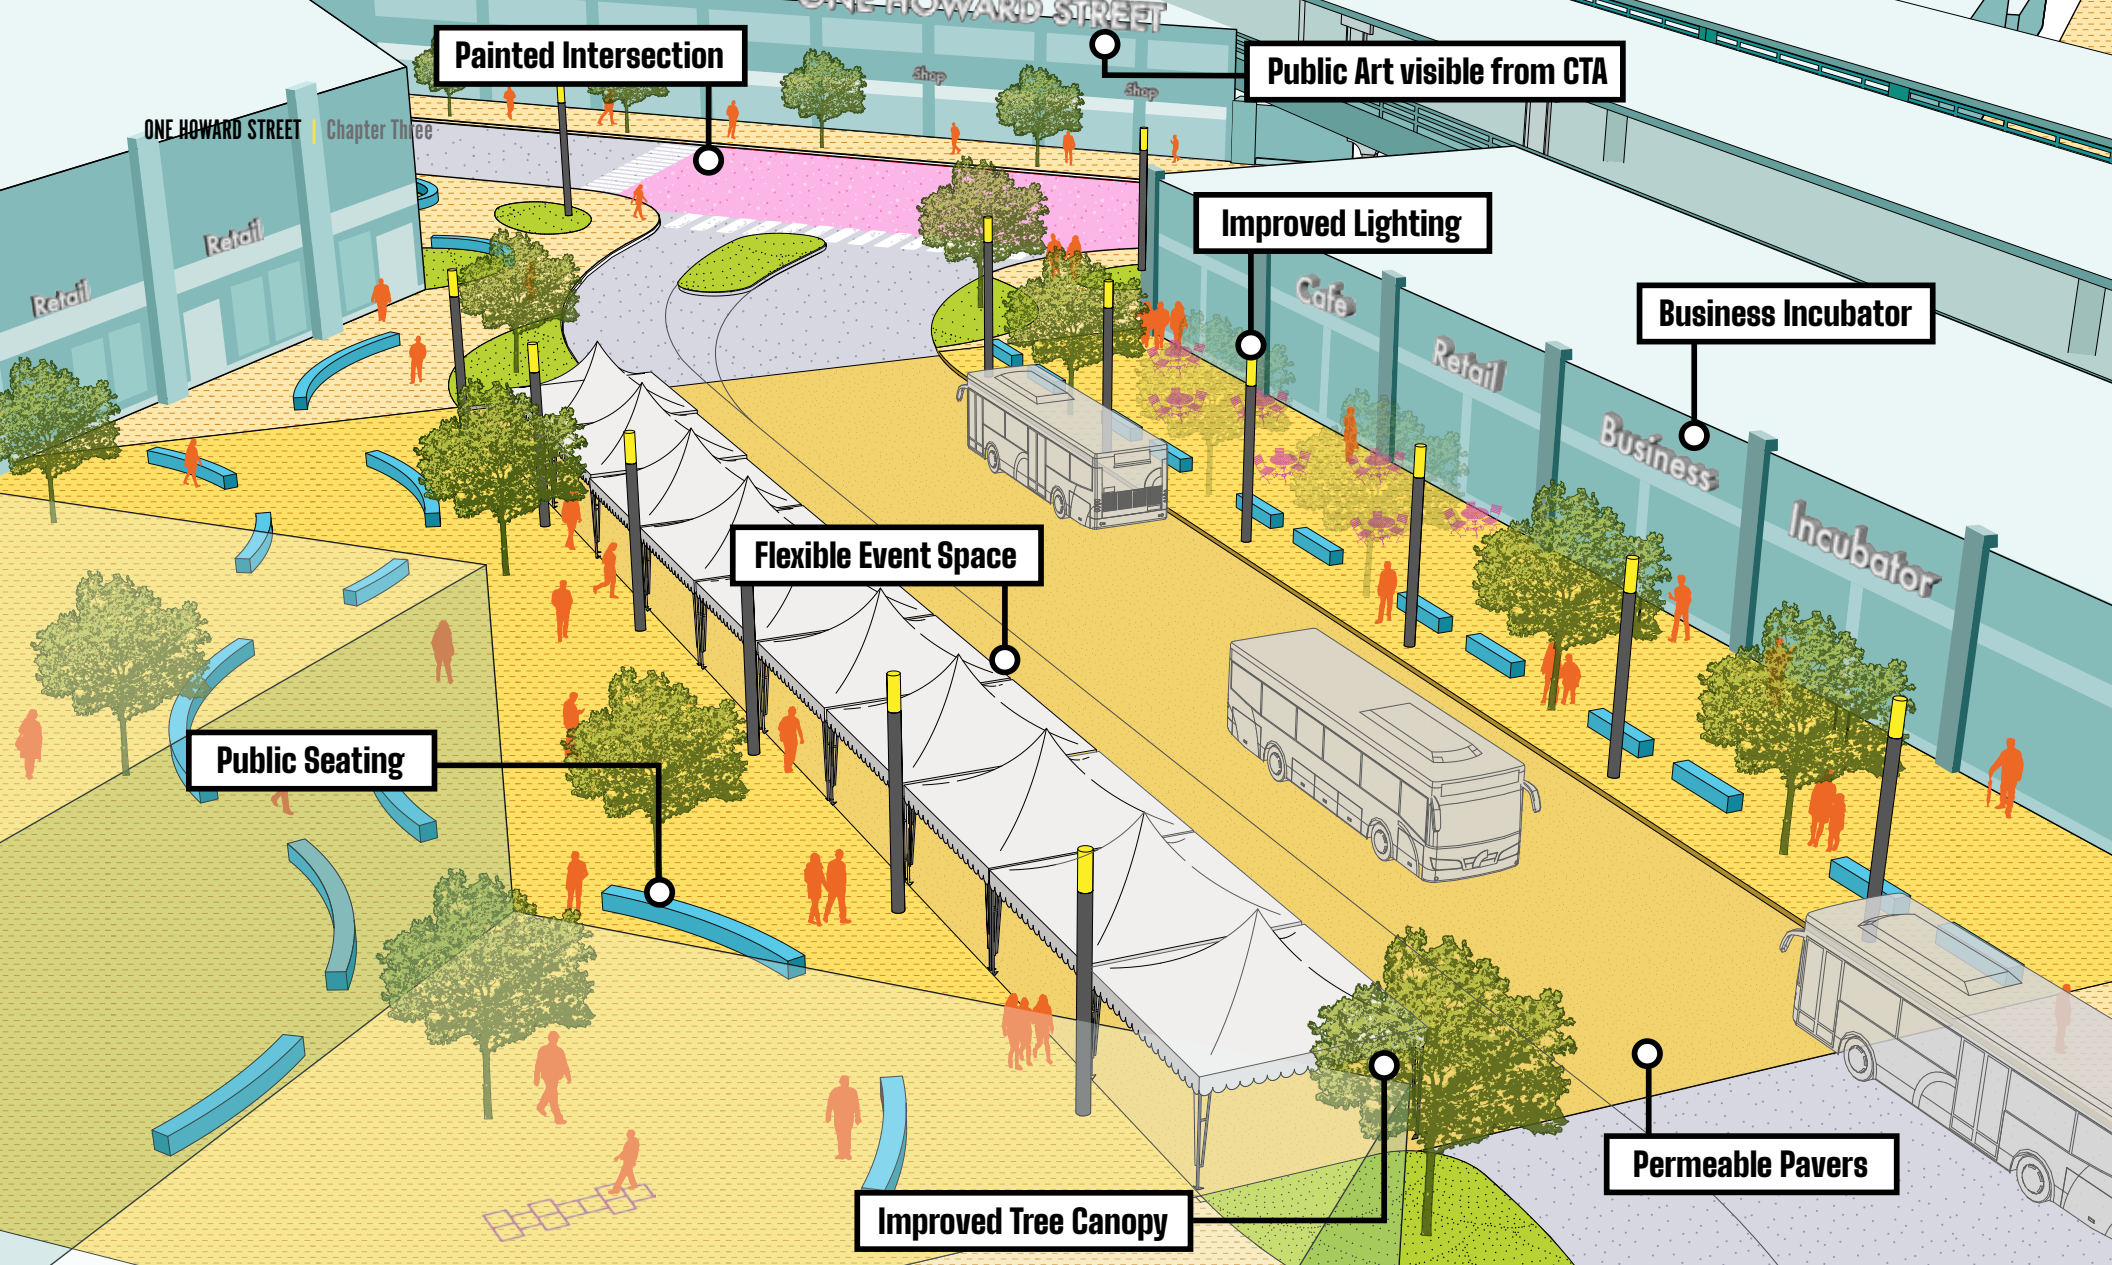 ONE HOWARD STREET
Painted Intersection
Public Art visible from CTA
Shop
Shop
ONE HOWARD STREET | Chapter Three
Improved Lighting
Retail
Retail
Cafe
Retail
Business Incubator
Business
Incubator
Flexible Event Space
Public Seating
Permeable Pavers
Improved Tree Canopy